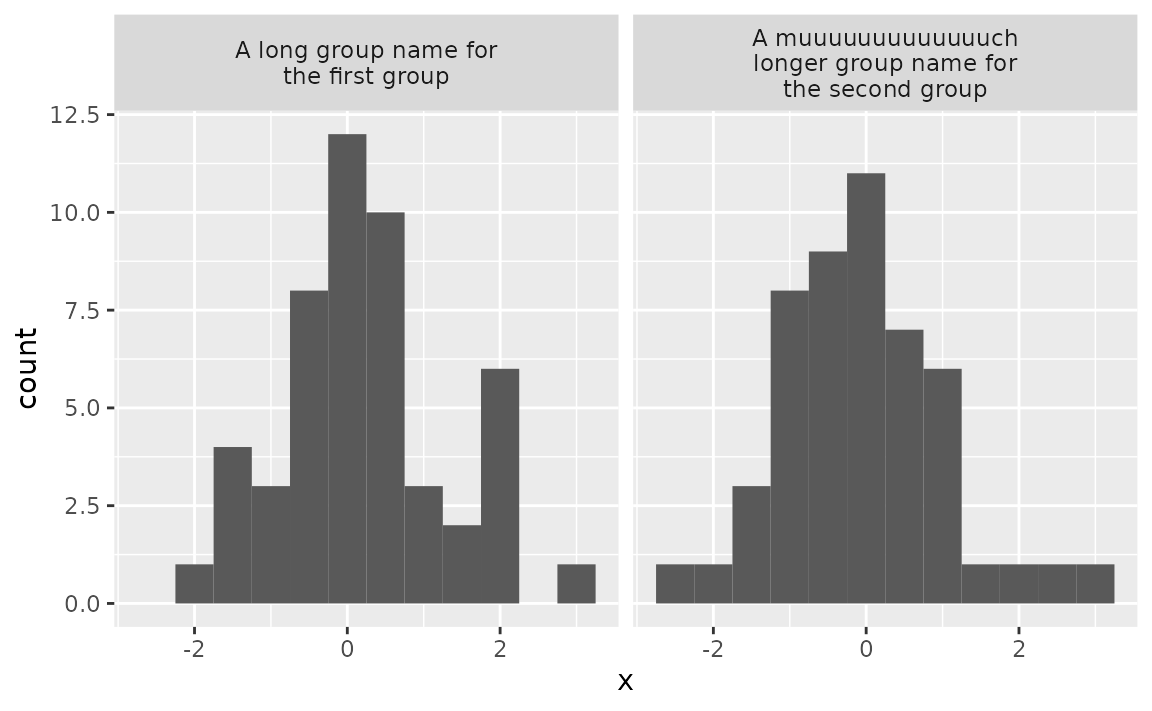 A long group name for
the first group
A muuuuuuuuuuuuuch
longer group name for
the second group
12.5
10.0
7.5
5.0
2.5
0.0
count
-2
0
2
-2
0
2
x